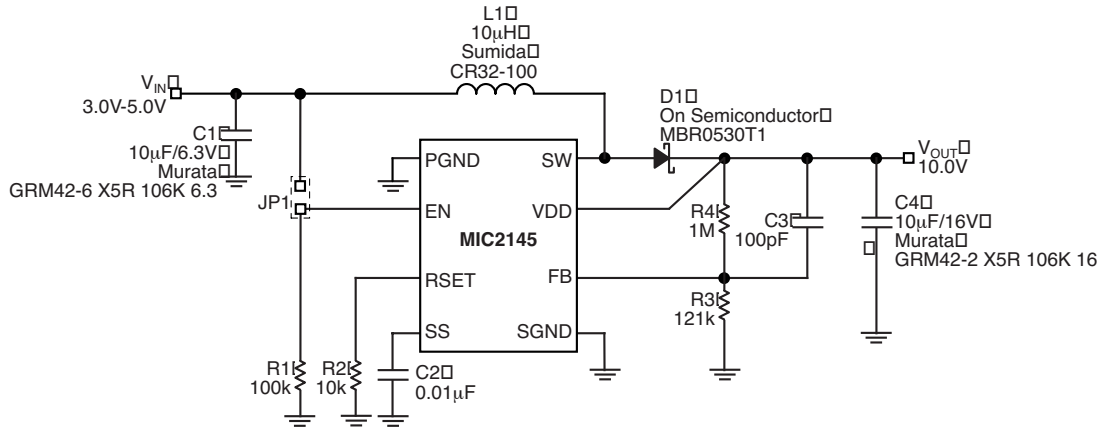 L1
10µH
Sumida
CR32-100
VIN
3.0V-5.0V
C1
10µF/6.3V
Murata
GRM42-6 X5R 106K 6.3
JP1
D1
On Semiconductor
MBR0530T1
VOUT
10.0V
PGND
SW
EN
VDD
MIC2145
RSET
FB
SS
SGND
R4
1M
C3
100pF
C4
10µF/16V
Murata
GRM42-2 X5R 106K 16
R3
121k
R1
100k
R2
10k
C2
0.01µF